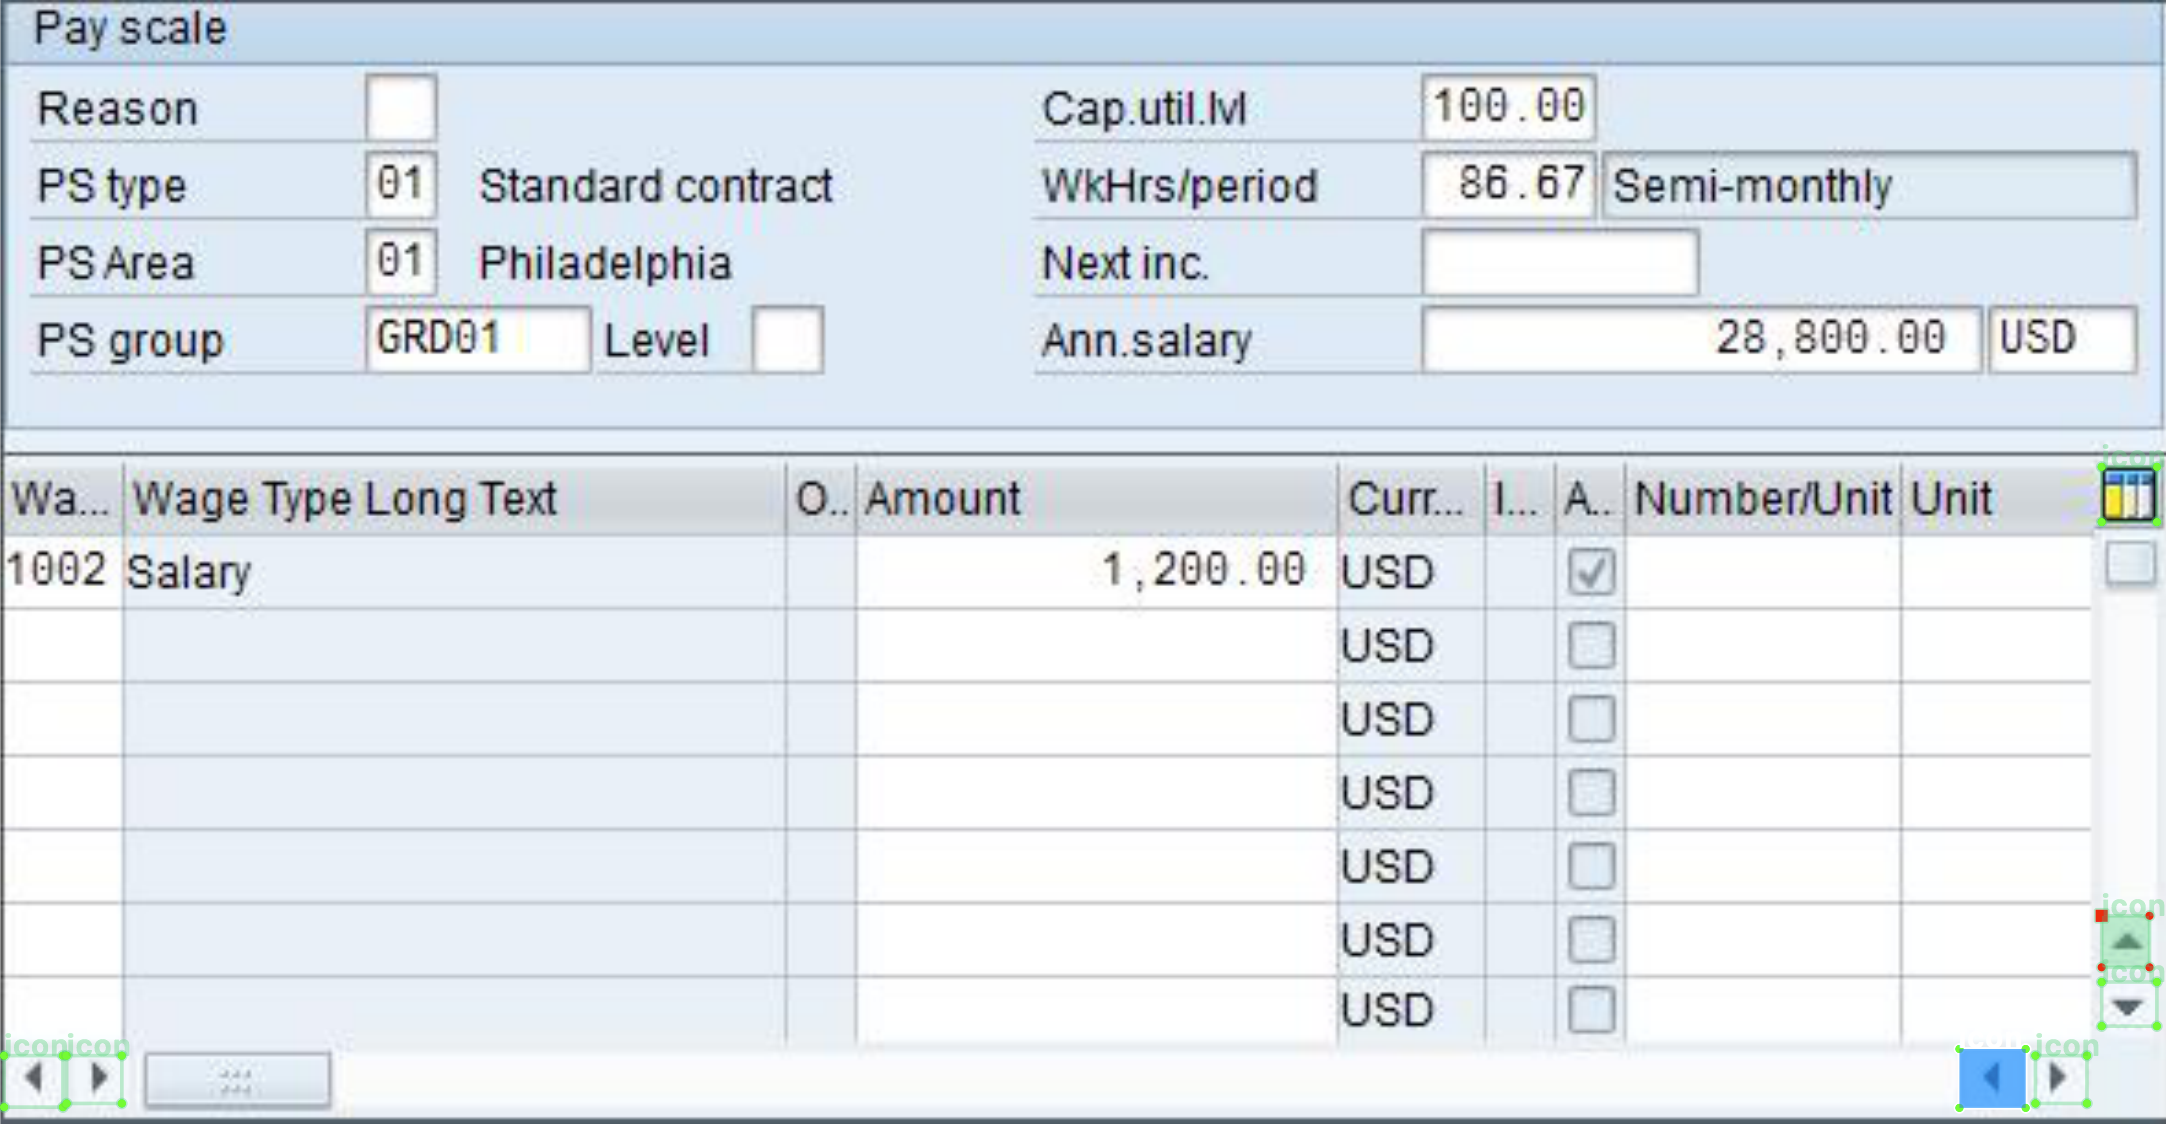 Pay scale
Reason Cap.util.lvl 100.00
PS type 01 Standard contract WkHrs/period 86.67 Semi-monthly
PS Area 01 Philadelphia Next inc.
PS group GRD01 Level Ann.salary 28,800.00 USD
icon
Wa... Wage Type Long Text O.. Amount Curr... I... A.. Number/Unit Unit
1002 Salary 1,200.00 USD
USD
USD
USD
USD
icon
USD
icon
USD
icon icon icon